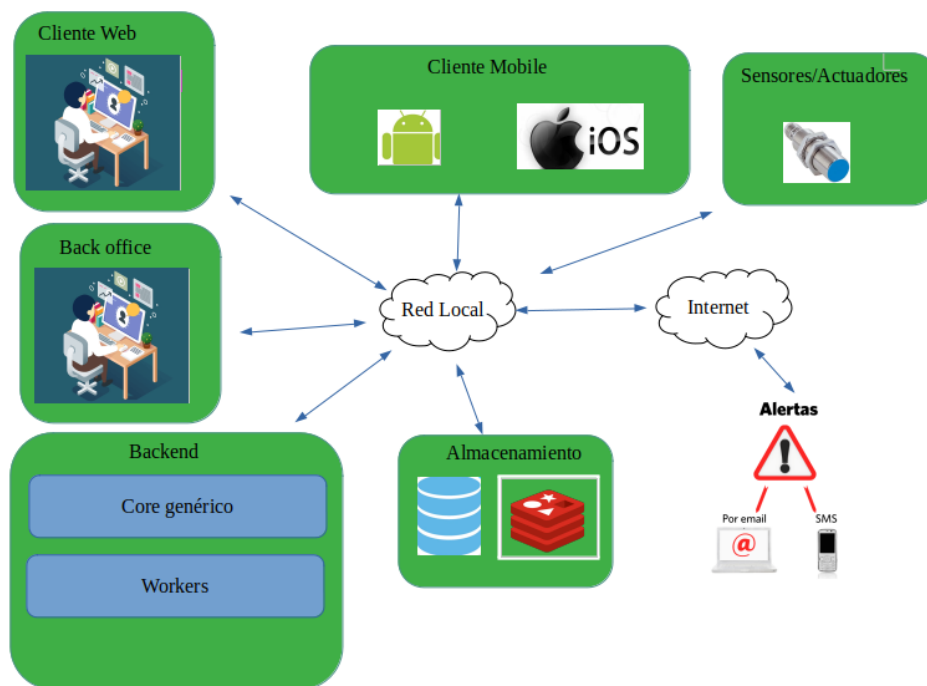 Cliente Web
Cliente Mobile
Sensores/Actuadores
iOS
Back office
Red Local
Internet
Alertas
Por email
SMS
@
Backend
Core genérico
Workers
Almacenamiento